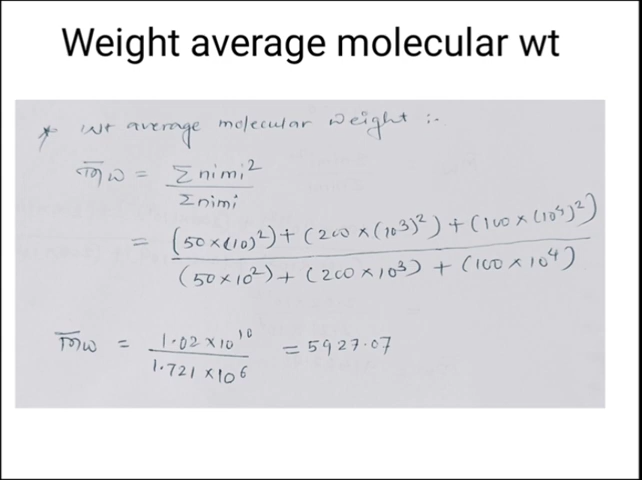 Weight average molecular wt
* wt average molecular weight :-
M̅w = Σnimi² / Σnimi
= (50×(10)²) + (200×(10³)²) + (100×(10⁴)²) / (50×10²) + (200×10³) + (100×10⁴)
M̅w = 1.02×10¹⁰ / 1.721×10⁶ = 5927.07